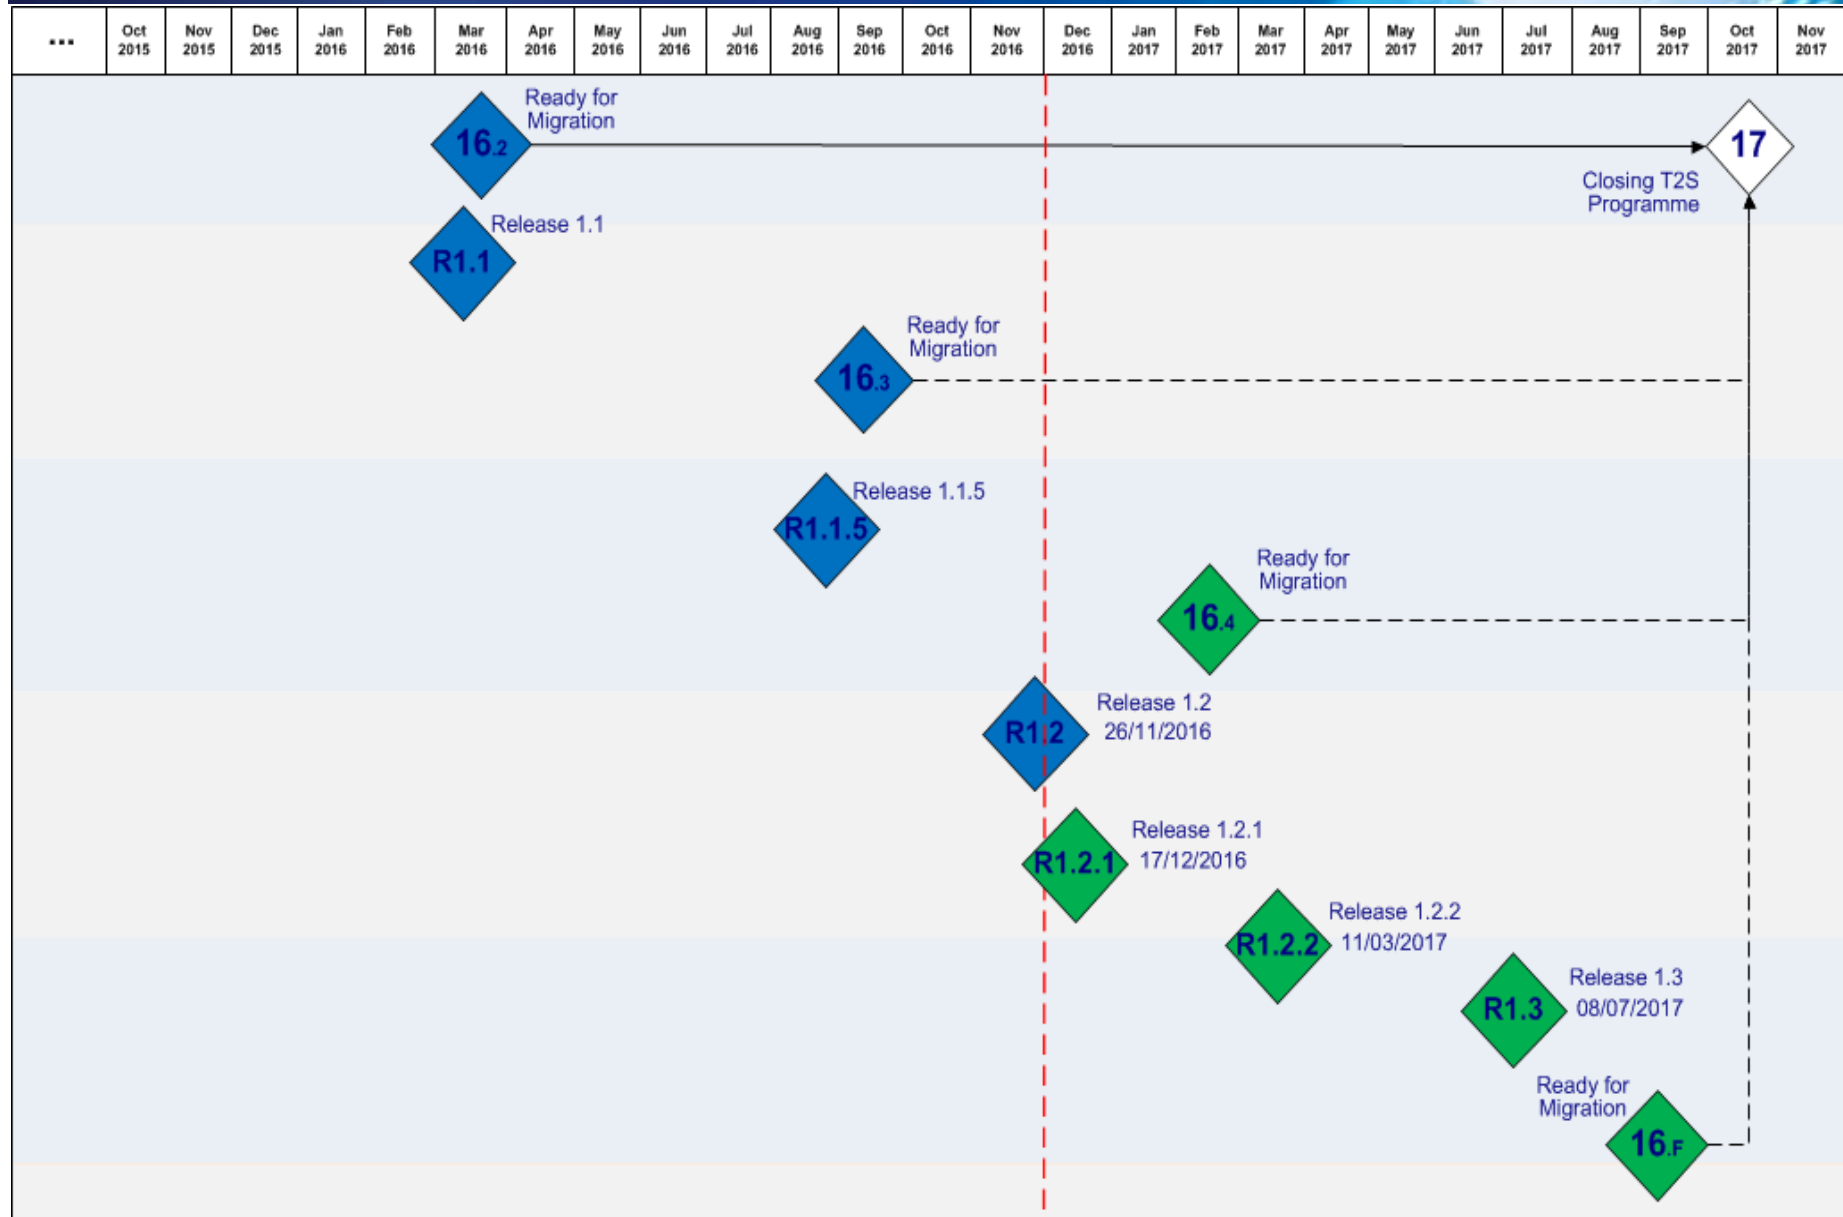 ...
Oct 2015
Nov 2015
Dec 2015
Jan 2016
Feb 2016
Mar 2016
Apr 2016
May 2016
Jun 2016
Jul 2016
Aug 2016
Sep 2016
Oct 2016
Nov 2016
Dec 2016
Jan 2017
Feb 2017
Mar 2017
Apr 2017
May 2017
Jun 2017
Jul 2017
Aug 2017
Sep 2017
Oct 2017
Nov 2017
16.2
Ready for
Migration
17
Closing T2S
Programme
R1.1
Release 1.1
16.3
Ready for
Migration
R1.1.5
Release 1.1.5
16.4
Ready for
Migration
R1.2
Release 1.2
26/11/2016
R1.2.1
Release 1.2.1
17/12/2016
R1.2.2
Release 1.2.2
11/03/2017
R1.3
Release 1.3
08/07/2017
Ready for
Migration
16.F